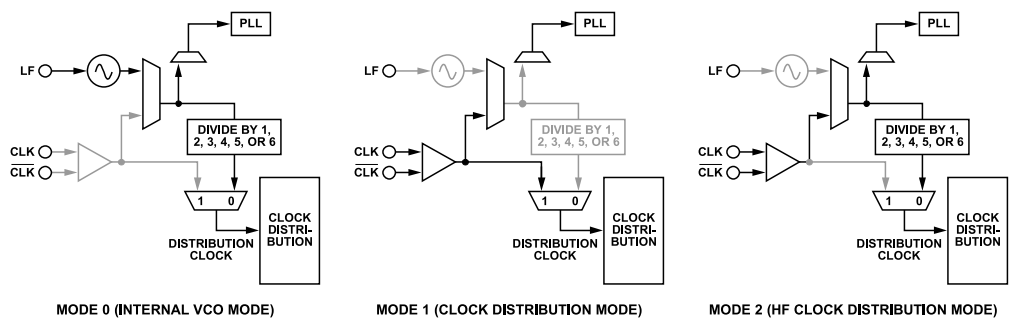 PLL
LF
CLK
CLK
DIVIDE BY 1,
2, 3, 4, 5, OR 6
1 0
DISTRIBUTION
CLOCK
CLOCK
DISTRI-
BUTION
MODE 0 (INTERNAL VCO MODE)
PLL
LF
CLK
CLK
DIVIDE BY 1,
2, 3, 4, 5, OR 6
1 0
DISTRIBUTION
CLOCK
CLOCK
DISTRI-
BUTION
MODE 1 (CLOCK DISTRIBUTION MODE)
PLL
LF
CLK
CLK
DIVIDE BY 1,
2, 3, 4, 5, OR 6
1 0
DISTRIBUTION
CLOCK
CLOCK
DISTRI-
BUTION
MODE 2 (HF CLOCK DISTRIBUTION MODE)